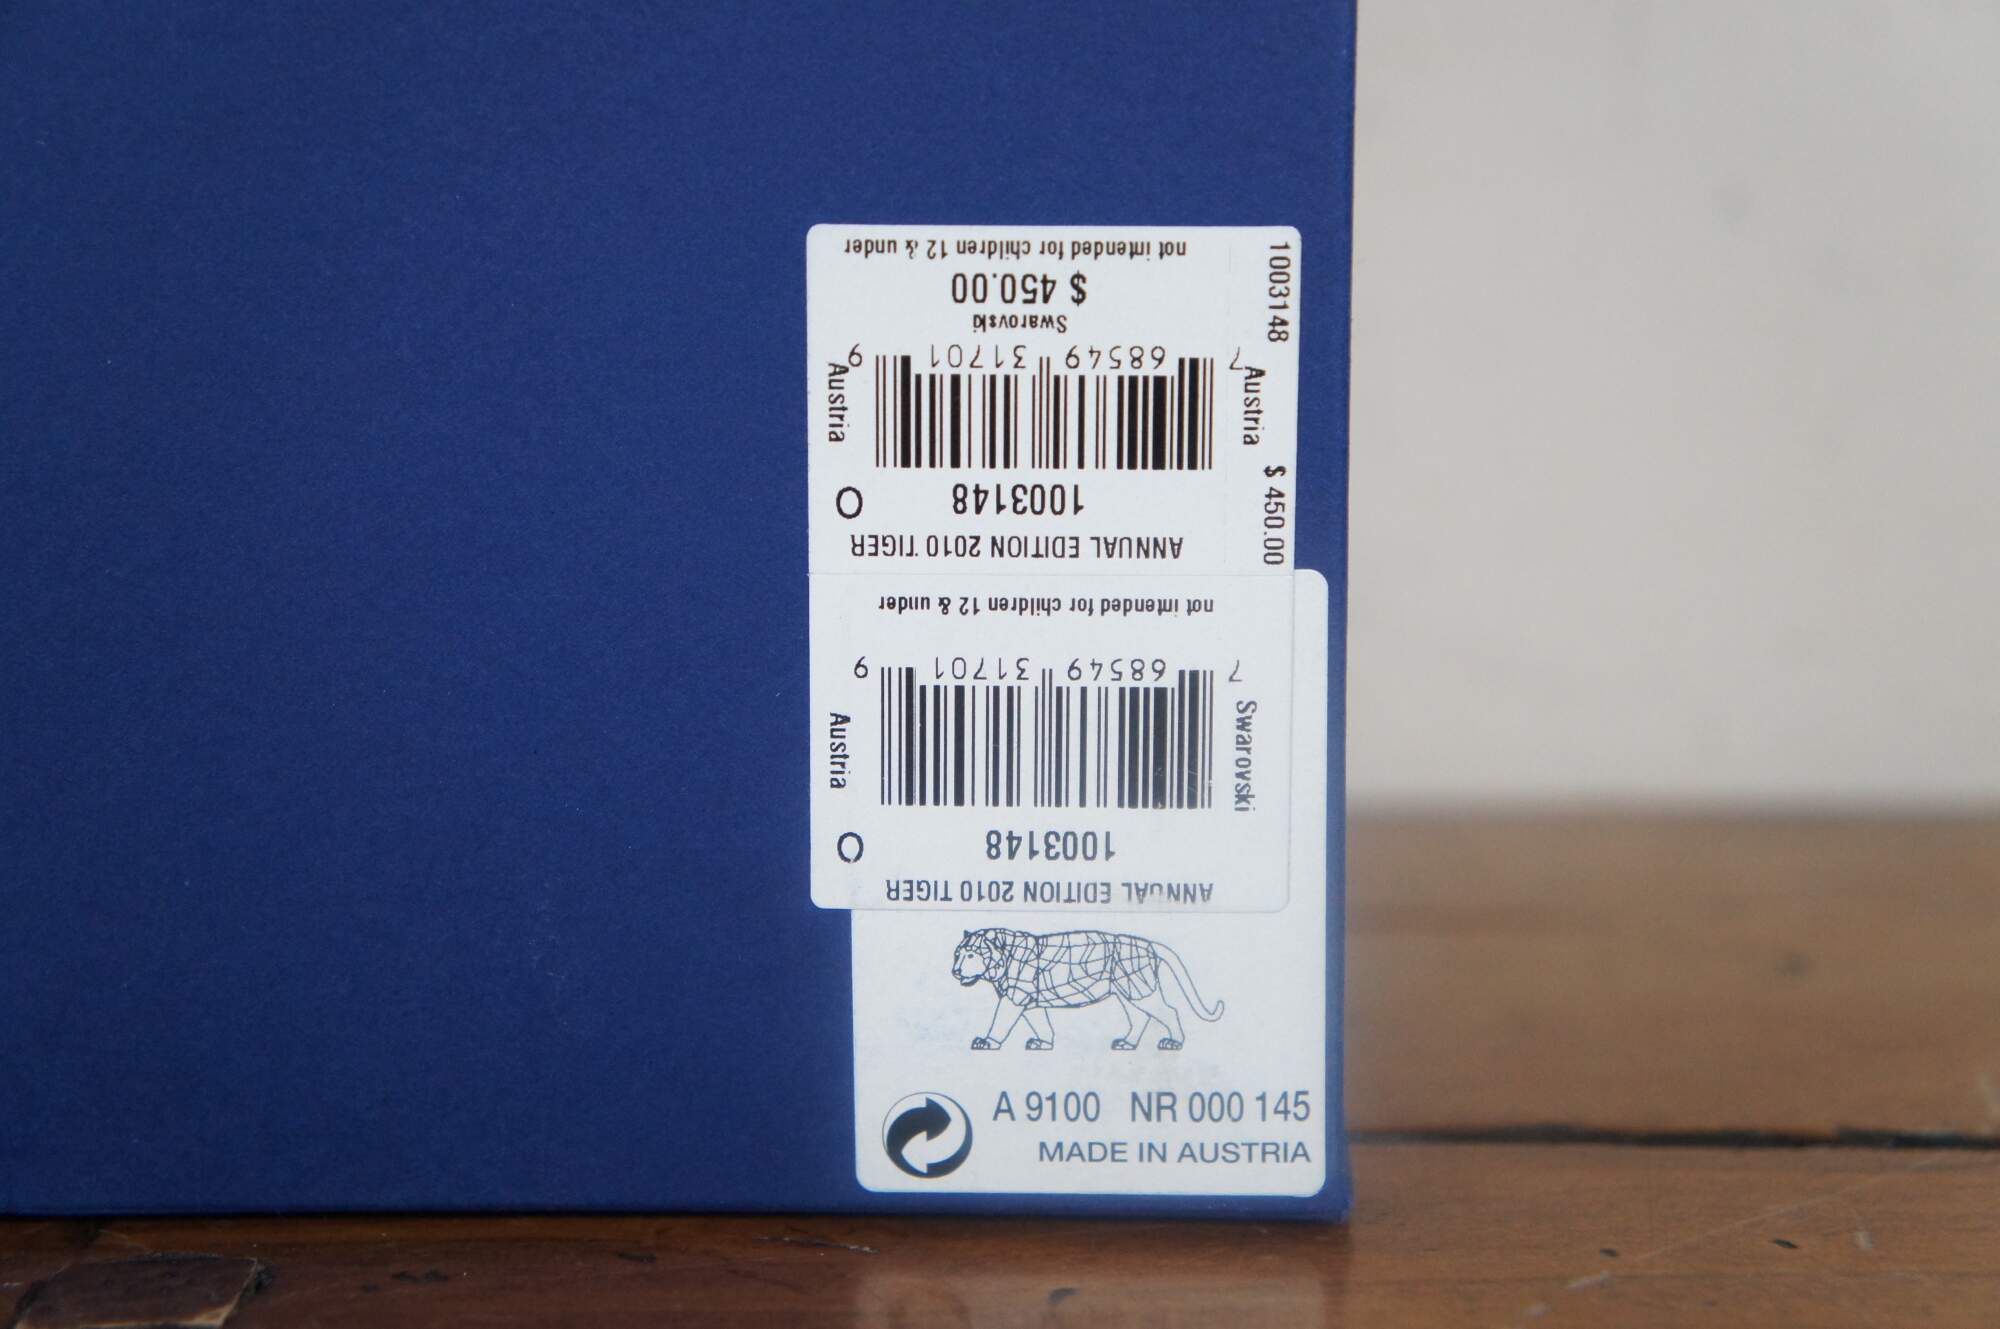 not intended for children 12 & under
$ 450.00
Swarovski
7 68549 31701 9
Austria
Austria
1003148
ANNUAL EDITION 2010 TIGER
1003148
$ 450.00
not intended for children 12 & under
7 68549 31701 9
Swarovski
Austria
1003148
ANNUAL EDITION 2010 TIGER
A 9100 NR 000 145
MADE IN AUSTRIA